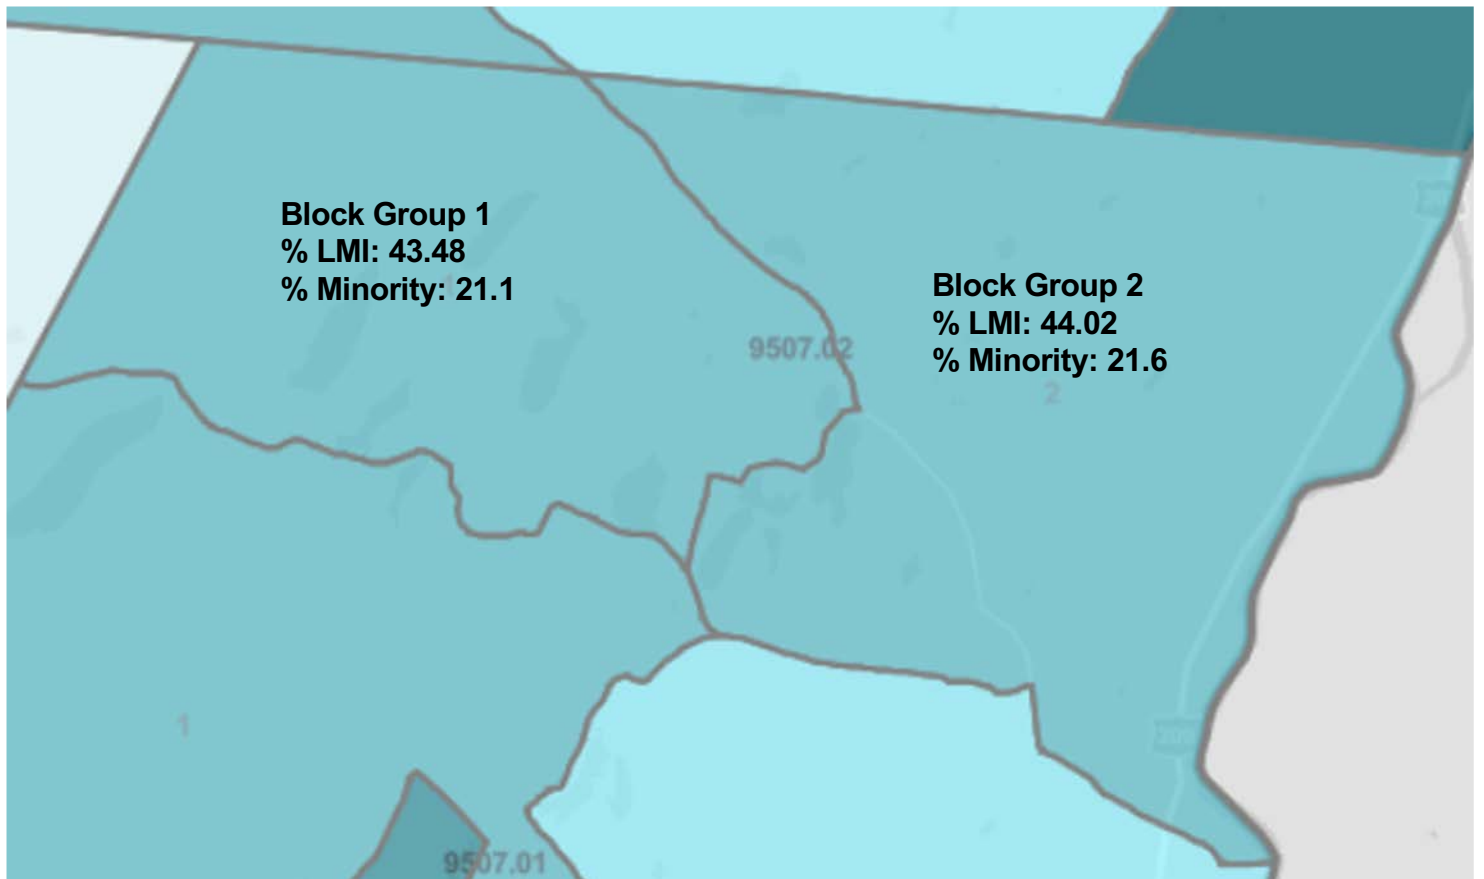 Block Group 1
% LMI: 43.48
% Minority: 21.1
Block Group 2
% LMI: 44.02
% Minority: 21.6
9507.02
2
1
9507.01